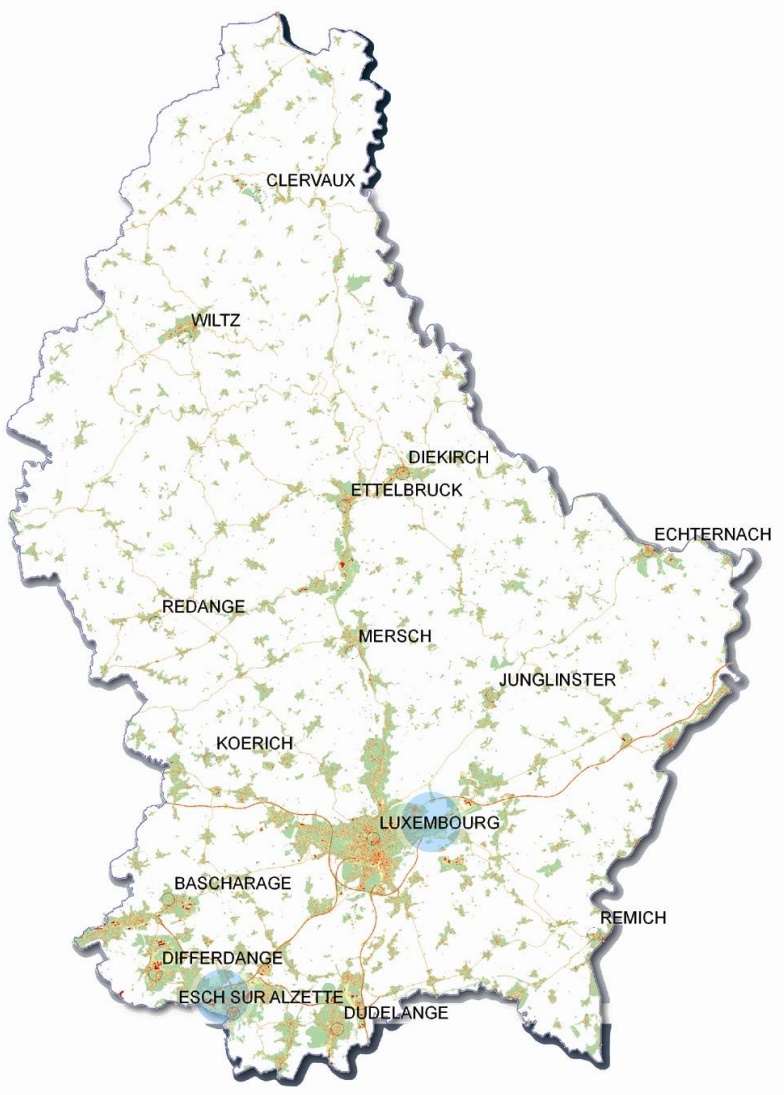 CLERVAUX
WILTZ
DIEKIRCH
ETTELBRUCK
ECHTERNACH
REDANGE
MERSCH
JUNGLINSTER
KOERICH
LUXEMBOURG
BASCHARAGE
REMICH
DIFFERDANGE
ESCH SUR ALZETTE
DUDELANGE